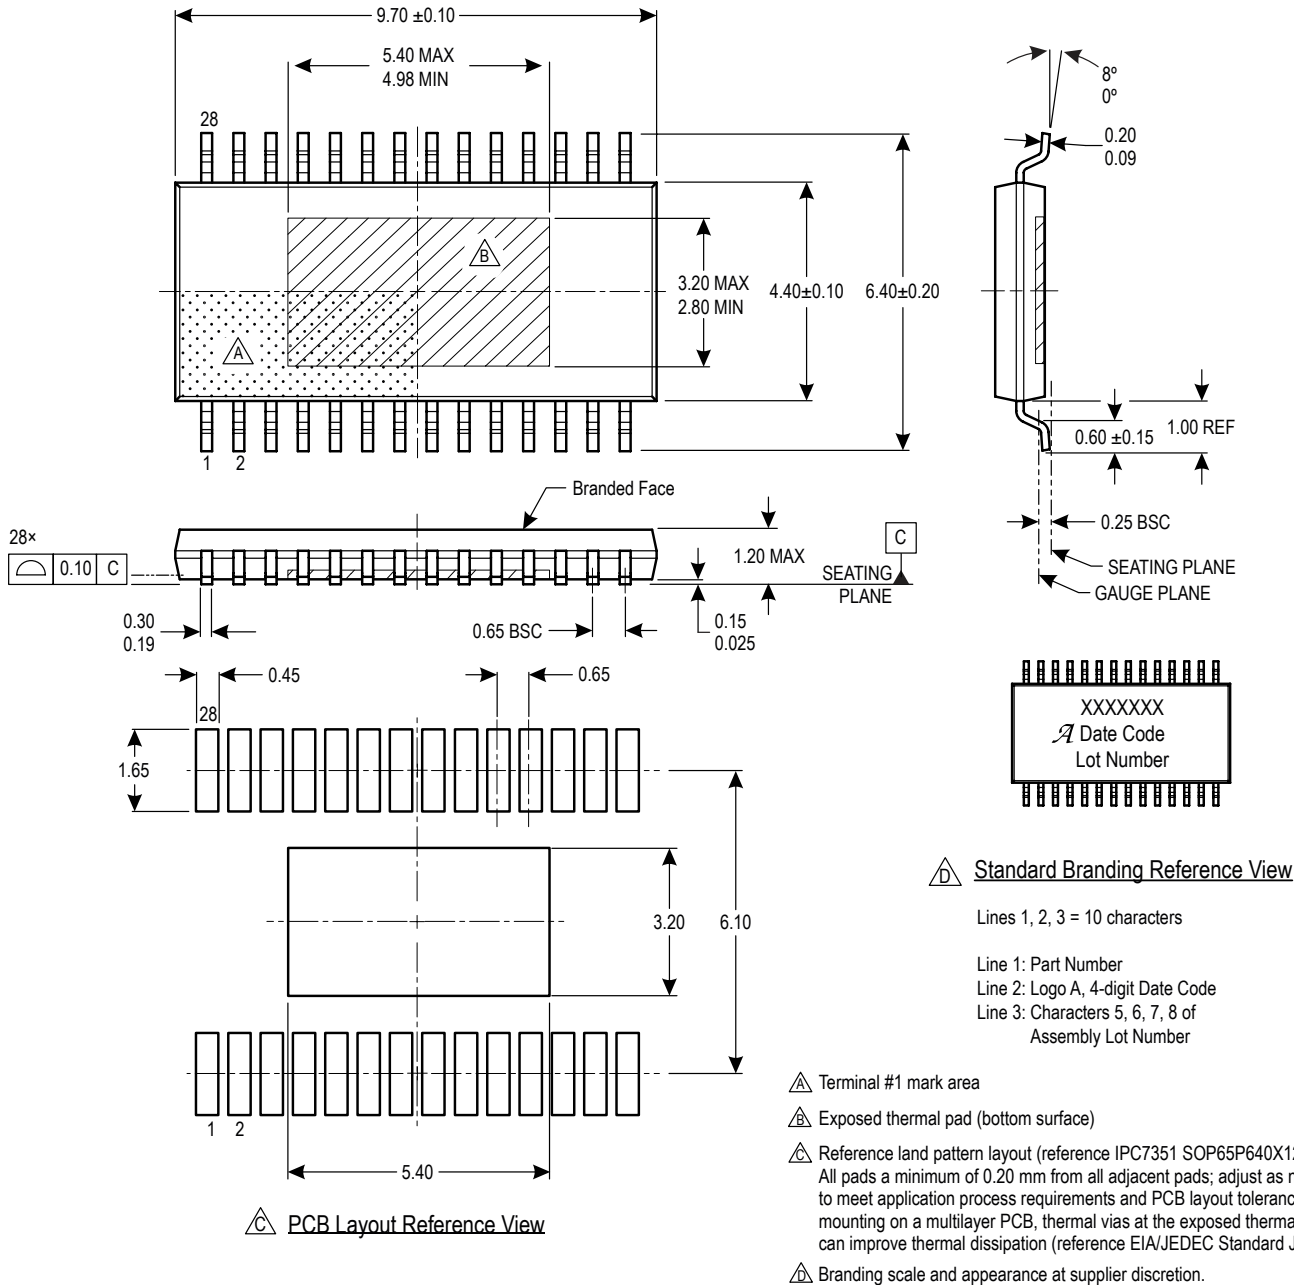 9.70 ±0.10
5.40 MAX
4.98 MIN
28
B
A
3.20 MAX
2.80 MIN
4.40±0.10
6.40±0.20
1 2
8º
0º
0.20
0.09
0.60 ±0.15
1.00 REF
0.25 BSC
SEATING PLANE
GAUGE PLANE
Branded Face
28×
0.10 C
1.20 MAX
C
SEATING
PLANE
0.30
0.19
0.65 BSC
0.15
0.025
0.45
0.65
28
1.65
3.20
6.10
1 2
5.40
C PCB Layout Reference View
XXXXXXX
A Date Code
Lot Number
D Standard Branding Reference View
Lines 1, 2, 3 = 10 characters
Line 1: Part Number
Line 2: Logo A, 4-digit Date Code
Line 3: Characters 5, 6, 7, 8 of
Assembly Lot Number
A Terminal #1 mark area
B Exposed thermal pad (bottom surface)
C Reference land pattern layout (reference IPC7351 
All pads a minimum of 0.20 mm from all adjacent pads; adjust as
to meet application process requirements and PCB layout
mounting on a multilayer PCB, thermal vias at the exposed
can improve thermal dissipation (reference EIA/JEDEC Standard
D Branding scale and appearance at supplier discretion.